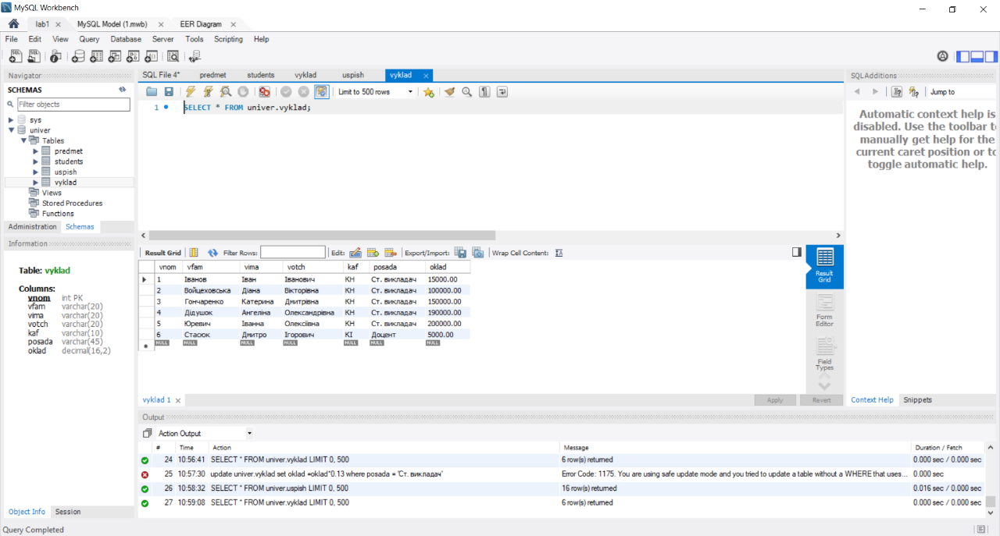 MySQL Workbench
lab1 MySQL Model (1.mwb) EER Diagram
File Edit View Query Database Server Tools Scripting Help
Navigator
SCHEMAS
Filter objects
sys
univer
Tables
predmet
students
uspish
vyklad
Views
Stored Procedures
Functions
Administration Schemas
Information
Table: vyklad
Columns:
vnom int PK
vfam varchar(20)
vima varchar(20)
votch varchar(20)
kaf varchar(10)
posada varchar(45)
oklad decimal(16,2)
Object Info Session
Query Completed
SQL File 4* predmet students vyklad uspish vyklad
Limit to 500 rows
1 SELECT * FROM univer.vyklad;
Result Grid Filter Rows: Edit: Export/Import: Wrap Cell Content:
vnom vfam vima votch kaf posada oklad
1 Іванов Іван Іванович КН Ст. викладач 15000.00
2 Войцеховська Діана Вікторівна КН Ст. викладач 100000.00
3 Гончаренко Катерина Дмитрівна КН Ст. викладач 150000.00
4 Дідушок Ангеліна Олександрівна КН Ст. викладач 190000.00
5 Юревич Іванна Олексіївна КН Ст. викладач 200000.00
6 Стасюк Дмитро Ігорович КІ Доцент 5000.00
NULL NULL NULL NULL NULL NULL NULL
Result Grid
Form Editor
Field Types
vyklad 1 Apply Revert
SQLAdditions
Jump to
Automatic context help is
disabled. Use the toolbar t
manually get help for the
current caret position or to
toggle automatic help.
Context Help Snippets
Output
Action Output
# Time Action Message Duration / Fetch
24 10:56:41 SELECT * FROM univer.vyklad LIMIT 0, 500 6 row(s) returned 0.000 sec / 0.000 sec
25 10:57:30 update univer.vyklad set oklad =oklad*0.13 where posada = 'Ст. викладач' Error Code: 1175. You are using safe update mode and you tried to update a table without a WHERE that uses... 0.000 sec
26 10:58:32 SELECT * FROM univer.uspish LIMIT 0, 500 16 row(s) returned 0.016 sec / 0.000 sec
27 10:59:08 SELECT * FROM univer.vyklad LIMIT 0, 500 6 row(s) returned 0.000 sec / 0.000 sec